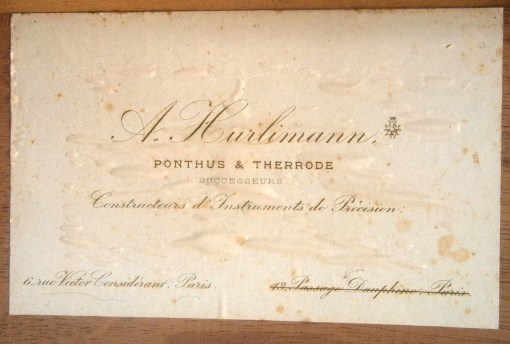 A. Hurlimann.
PONTHUS & THERRODE
SUCCESSEURS
Constructeurs d'Instruments de Précision.
6. rue Victor Considérant. Paris.
12. Passage Dauphine. Paris.